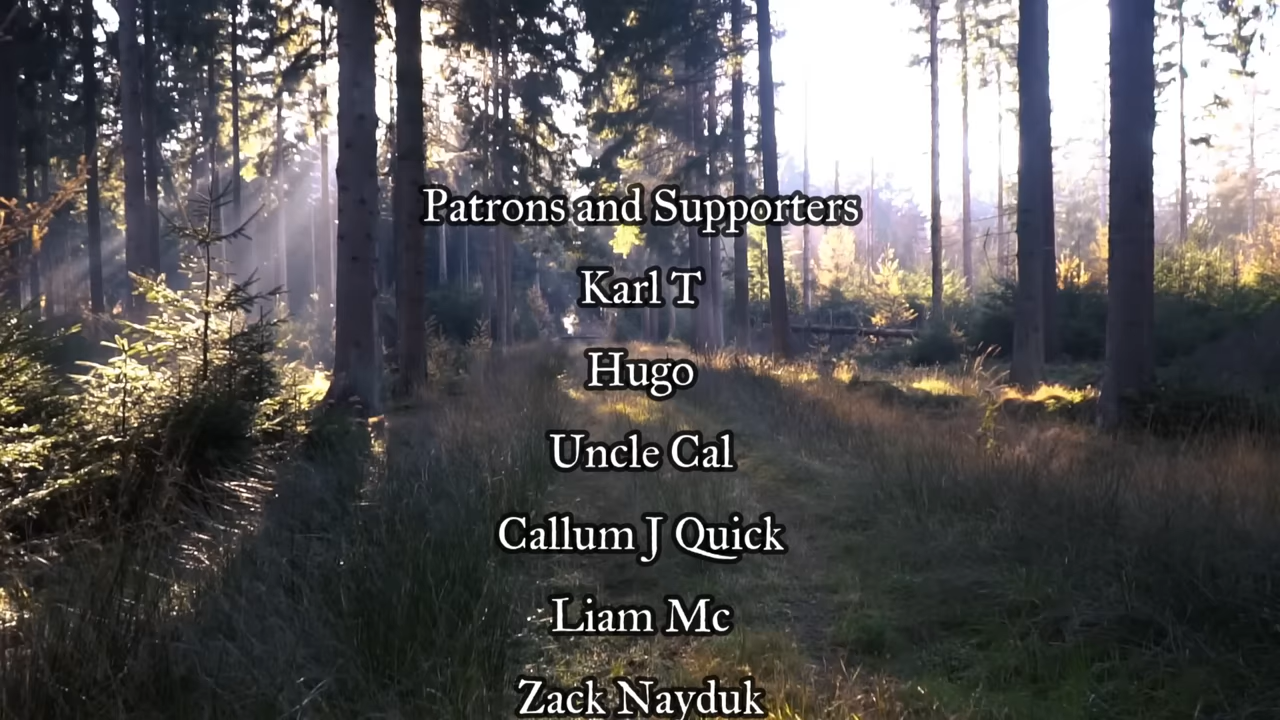 Patrons and Supporters
Karl T
Hugo
Uncle Cal
Callum J Quick
Liam Mc
Zack Nayduk